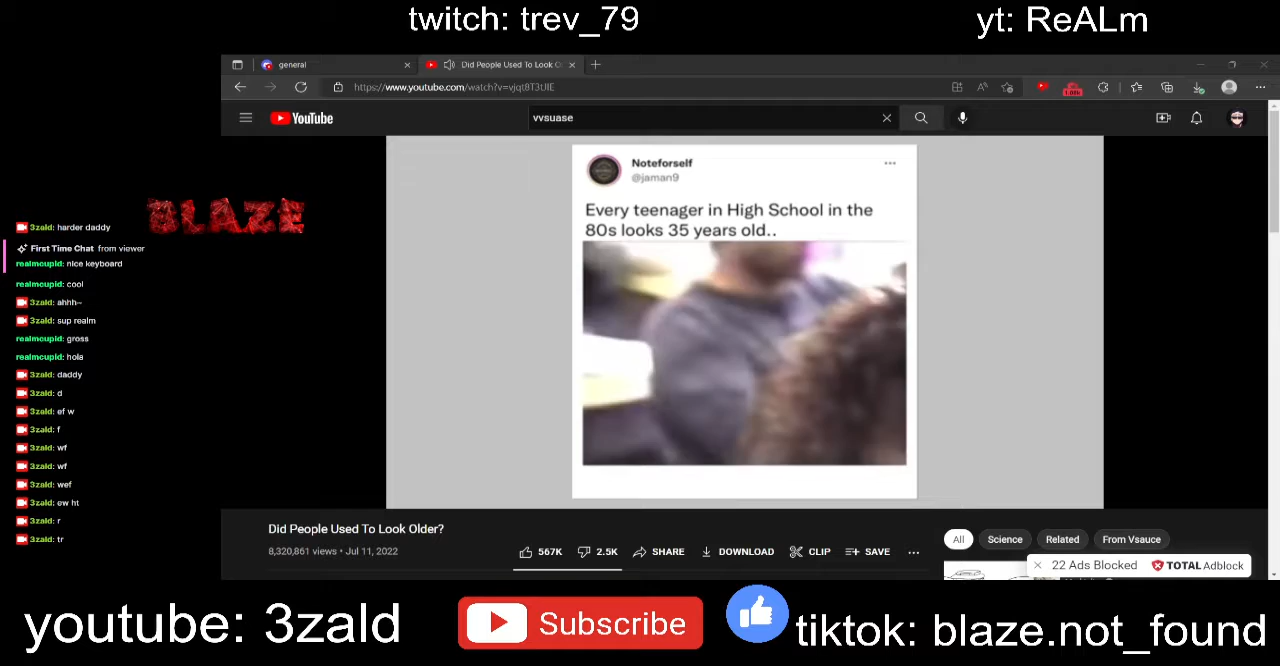 twitch: trev_79
yt: ReALm
general
Did People Used To Look O
https://www.youtube.com/watch?v=vjqt8T3UlE
YouTube
vvsuase
Noteforself
@jaman9
Every teenager in High School in the
80s looks 35 years old..
BLAZE
3zald: harder daddy
First Time Chat from viewer
realmcupid: nice keyboard
realmcupid: cool
3zald: ahhh~
3zald: sup realm
realmcupid: gross
realmcupid: hola
3zald: daddy
3zald: d
3zald: ef w
3zald: f
3zald: wf
3zald: wf
3zald: wef
3zald: ew ht
3zald: r
3zald: tr
Did People Used To Look Older?
8,320,861 views • Jul 11, 2022
567K
2.5K
SHARE
DOWNLOAD
CLIP
SAVE
All
Science
Related
From Vsauce
22 Ads Blocked
TOTAL Adblock
youtube: 3zald
Subscribe
tiktok: blaze.not_found